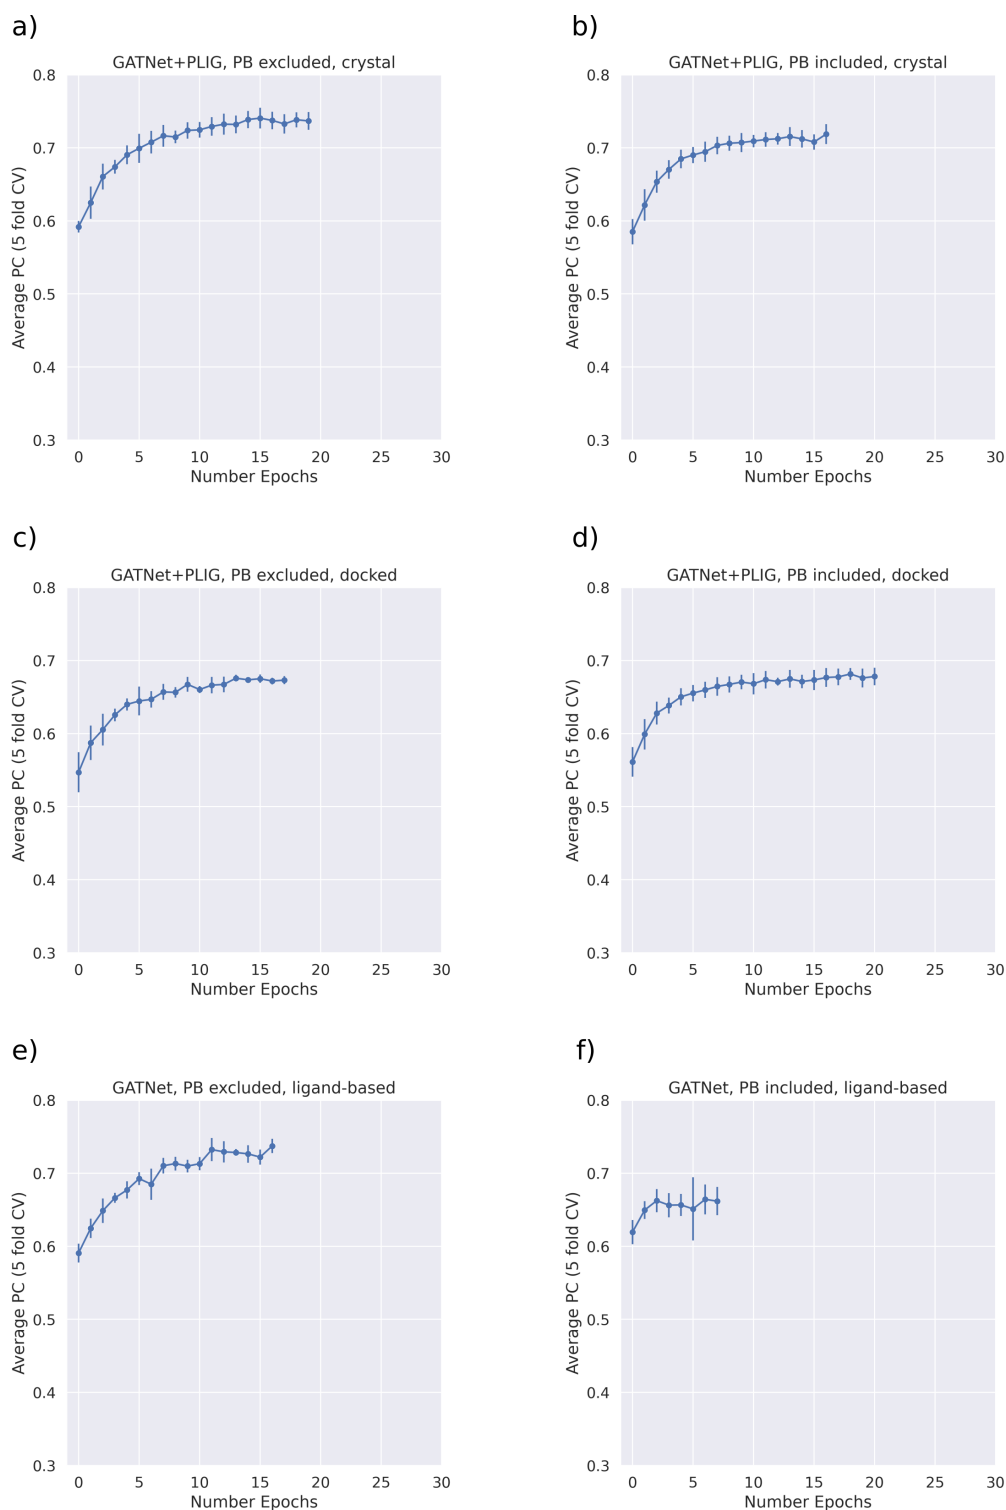 a)
GATNet+PLIG, PB excluded, crystal
0.8
0.7
0.6
0.5
0.4
0.3
Average PC (5 fold CV)
0 5 10 15 20 25 30
Number Epochs
b)
GATNet+PLIG, PB included, crystal
0.8
0.7
0.6
0.5
0.4
0.3
Average PC (5 fold CV)
0 5 10 15 20 25 30
Number Epochs
c)
GATNet+PLIG, PB excluded, docked
0.8
0.7
0.6
0.5
0.4
0.3
Average PC (5 fold CV)
0 5 10 15 20 25 30
Number Epochs
d)
GATNet+PLIG, PB included, docked
0.8
0.7
0.6
0.5
0.4
0.3
Average PC (5 fold CV)
0 5 10 15 20 25 30
Number Epochs
e)
GATNet, PB excluded, ligand-based
0.8
0.7
0.6
0.5
0.4
0.3
Average PC (5 fold CV)
0 5 10 15 20 25 30
Number Epochs
f)
GATNet, PB included, ligand-based
0.8
0.7
0.6
0.5
0.4
0.3
Average PC (5 fold CV)
0 5 10 15 20 25 30
Number Epochs